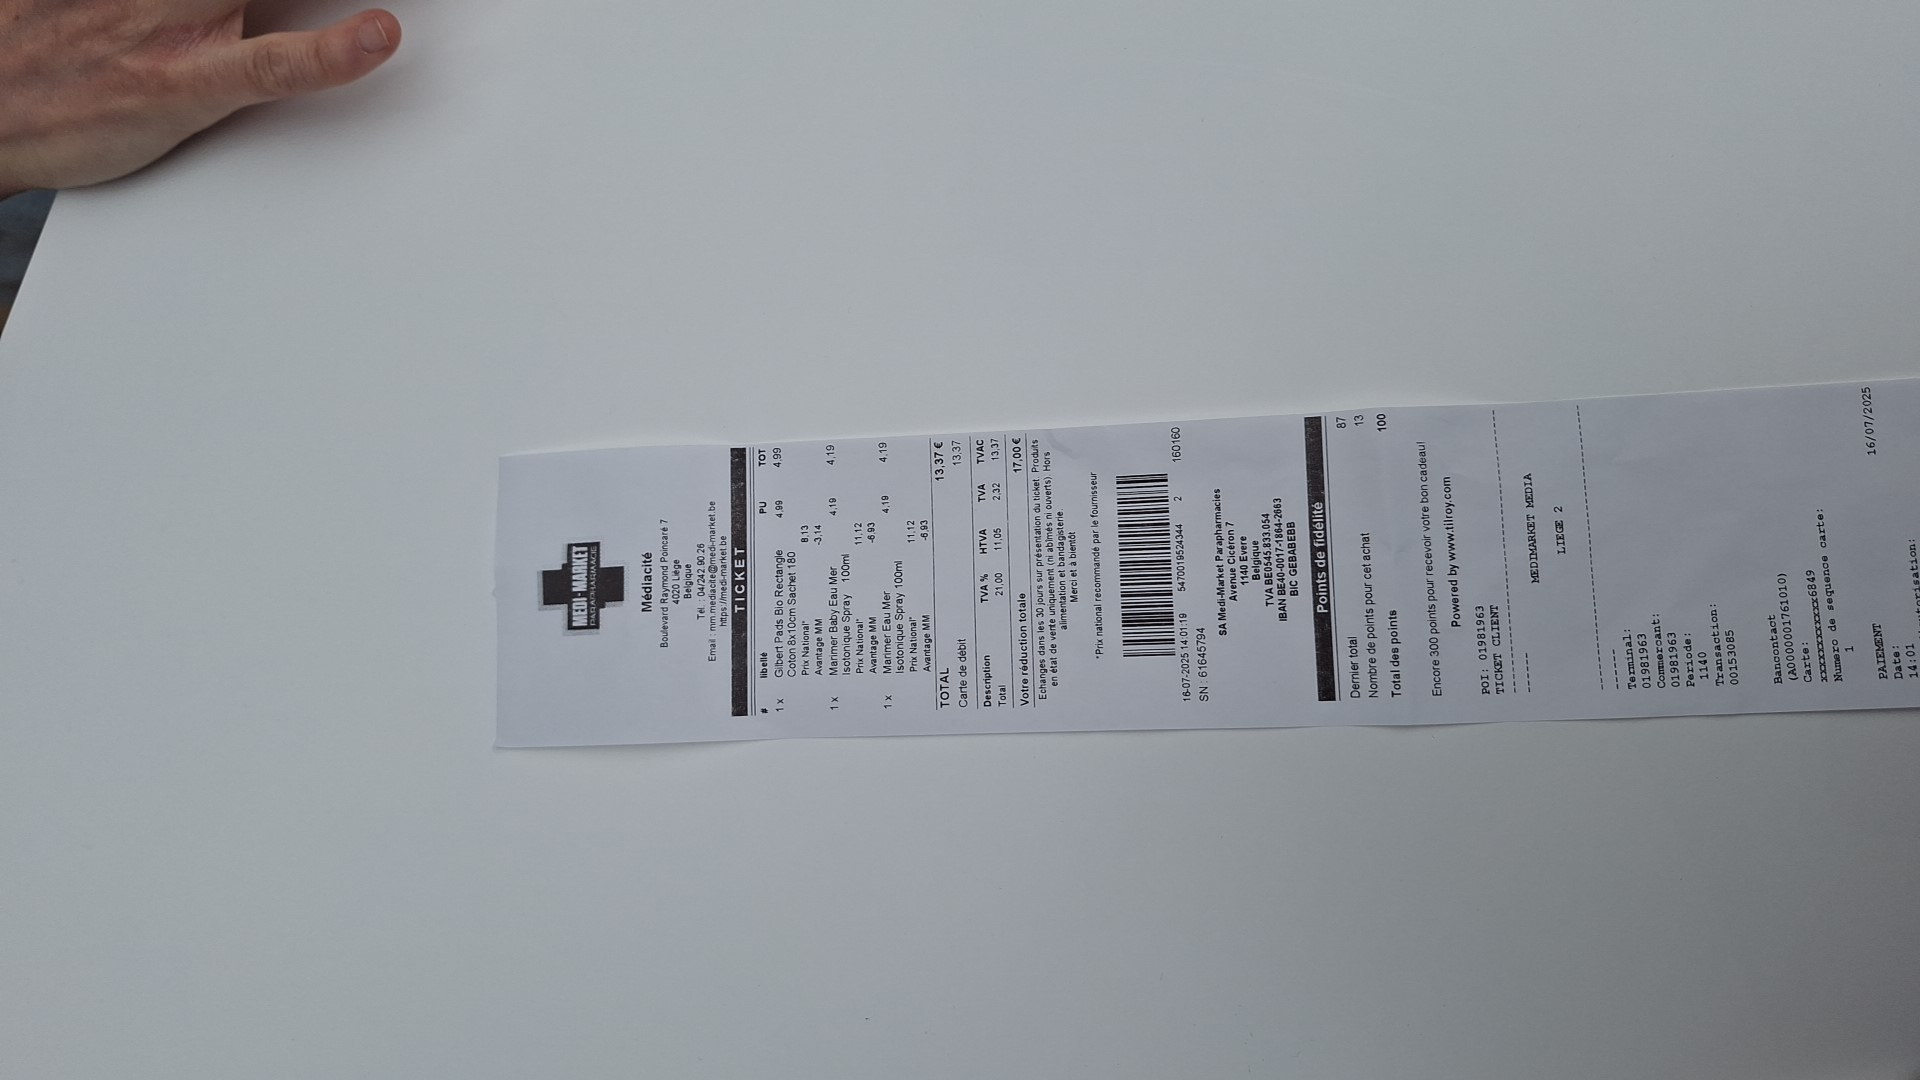 MEDI-MARKET
PARAPHARMACIE
Médiacité
Boulevard Raymond Poincaré 7
4020 Liège
Belgique
Tél. : 04/242.90.26
Email : mm.mediacite@medi-market.be
https://medi-market.be
TICKET
# libellé PU TOT
1 x Gilbert Pads Bio Rectangle 4,99 4,99
Coton 8x10cm Sachet 180
Prix National* 8,13
Avantage MM -3,14
1 x Marimer Baby Eau Mer 4,19 4,19
Isotonique Spray 100ml
Prix National* 11,12
Avantage MM -6,93
1 x Marimer Eau Mer 4,19 4,19
Isotonique Spray 100ml
Prix National* 11,12
Avantage MM -6,93
TOTAL 13,37 €
Carte de débit 13,37
Description TVA % HTVA TVA TVAC
Total 21,00 11,05 2,32 13,37
Votre réduction totale 17,00 €
Echanges dans les 30 jours sur présentation du ticket. Produits
en état de vente uniquement (ni abîmés ni ouverts). Hors
alimentation et bandagisterie
Merci et à bientôt
*Prix national recommandé par le fournisseur
16-07-2025 14:01:19 5470019524344 2 160160
SN : 61645794
SA Medi-Market Parapharmacies
Avenue Cicéron 7
1140 Evere
Belgique
TVA BE0545.833.054
IBAN BE40-0017-1864-2663
BIC GEBABEBB
Points de fidélité
Dernier total 87
Nombre de points pour cet achat 13
Total des points 100
Encore 300 points pour recevoir votre bon cadeau!
Powered by www.tilroy.com
POI: 01981963
TICKET CLIENT
MEDIMARKET MEDIA
LIEGE 2
Terminal:
01981963
Commercant:
01981963
Periode:
1140
Transaction:
00153085
Bancontact
(A0000001761010)
Carte:
xxxxxxxxxxxxx6849
Numero de sequence carte:
1
PAIEMENT
Date: 16/07/2025
14:01